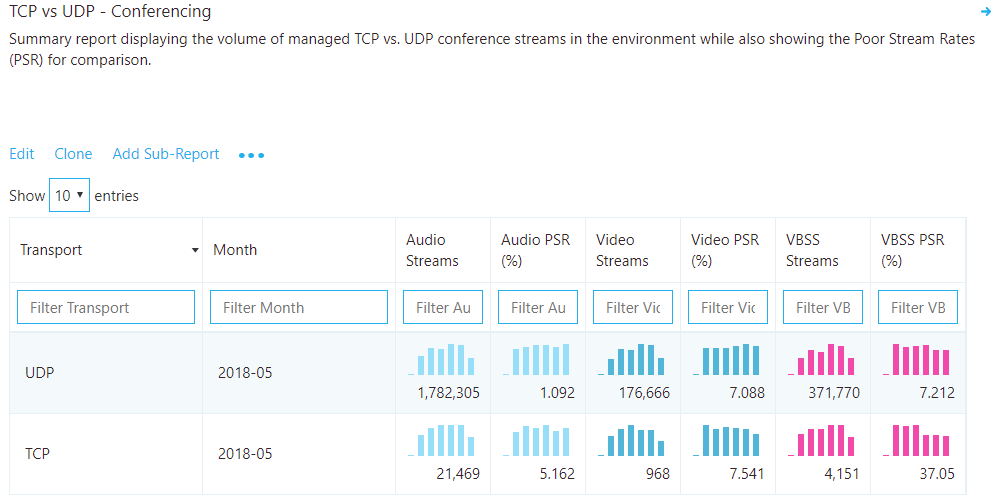 TCP vs UDP - Conferencing
Summary report displaying the volume of managed TCP vs. UDP conference streams in the environment while also showing the Poor Stream Rates
(PSR) for comparison.
Edit Clone Add Sub-Report
Show 10 entries
Transport Month Audio Streams Audio PSR (%) Video Streams Video PSR (%) VBSS Streams VBSS PSR (%)
Filter Transport Filter Month Filter Au Filter Au Filter Vic Filter Vic Filter VB Filter VB
UDP 2018-05 1,782,305 1.092 176,666 7.088 371,770 7.212
TCP 2018-05 21,469 5.162 968 7.541 4,151 37.05